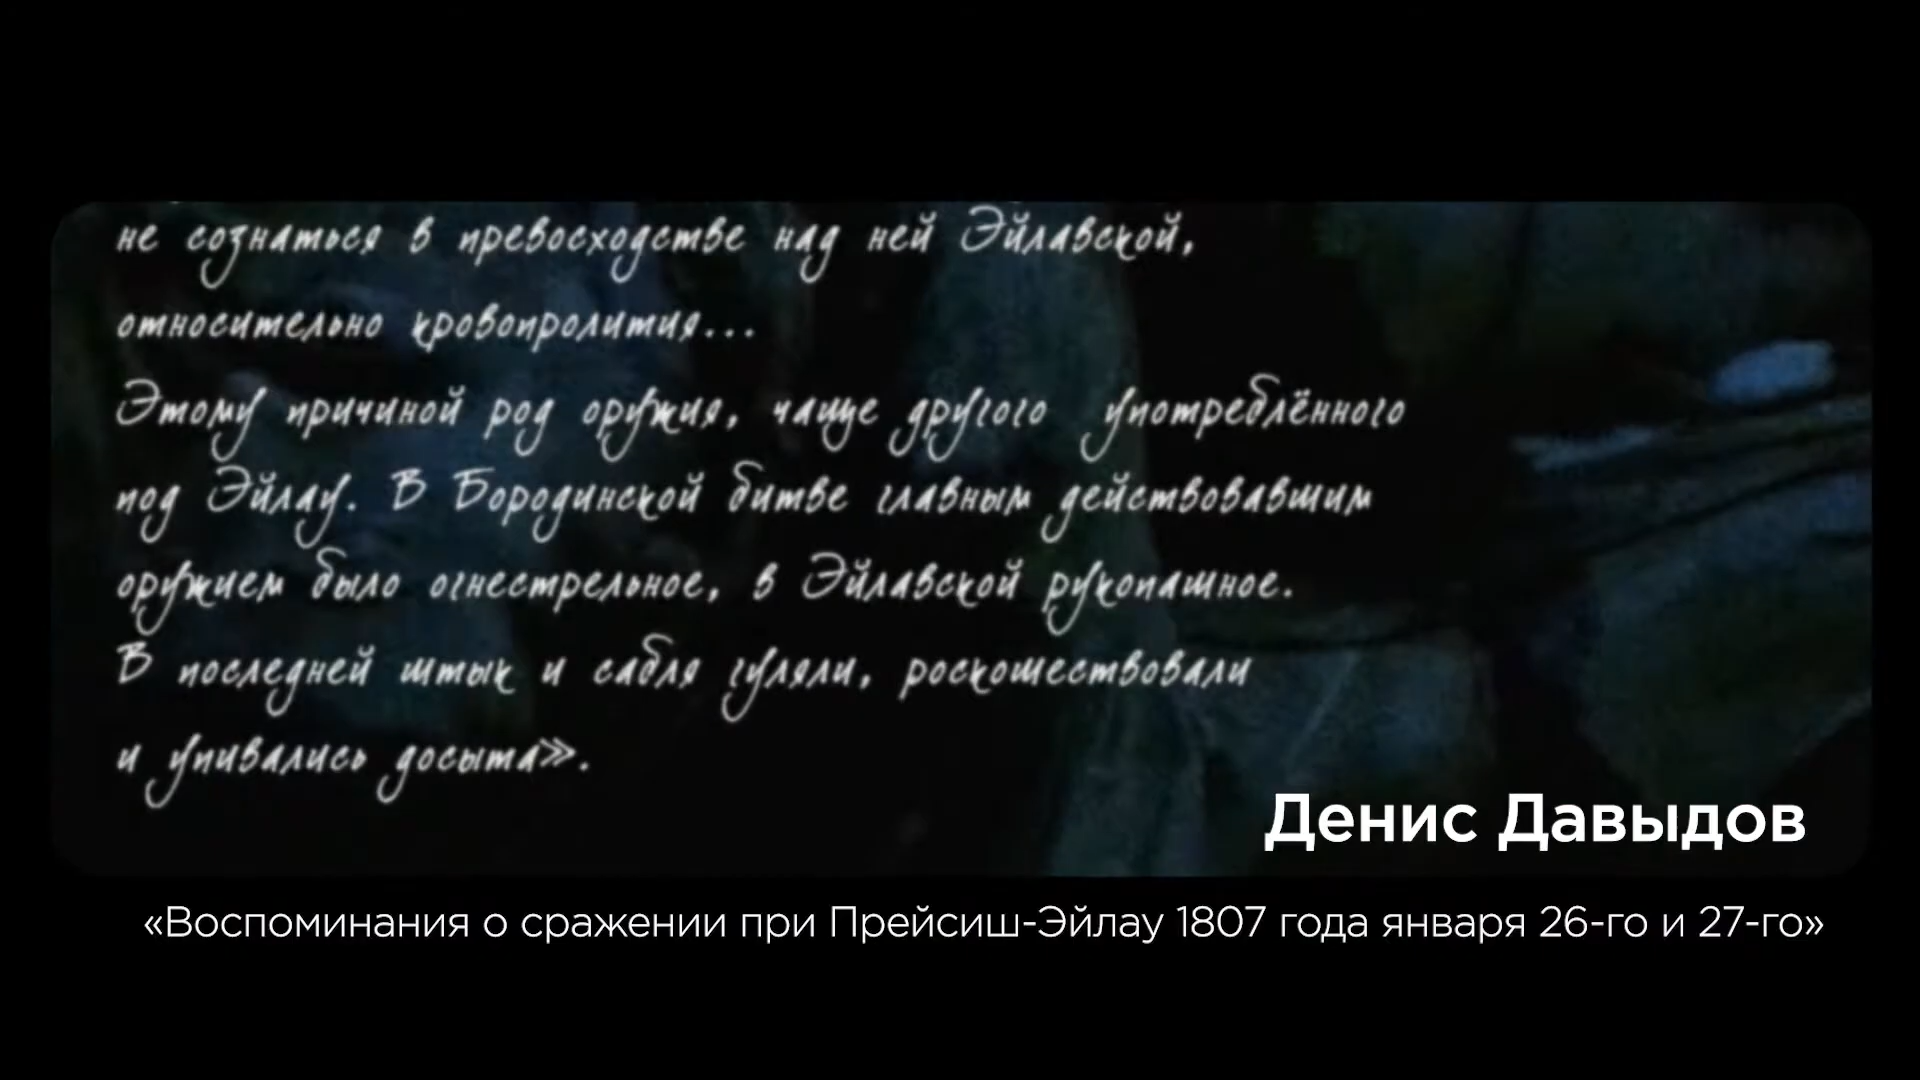 не сознаться в превосходстве над ней Эйлавской,
относительно кровопролития...
Этому причиной род оружия, чаще другого употреблённого
под Эйлау. В Бородинской битве главным действовавшим
оружием было огнестрельное, в Эйлавской рукопашное.
В последней штык и сабля гуляли, роскошествовали
и упивались досыта».
Денис Давыдов
«Воспоминания о сражении при Прейсиш-Эйлау 1807 года января 26-го и 27-го»